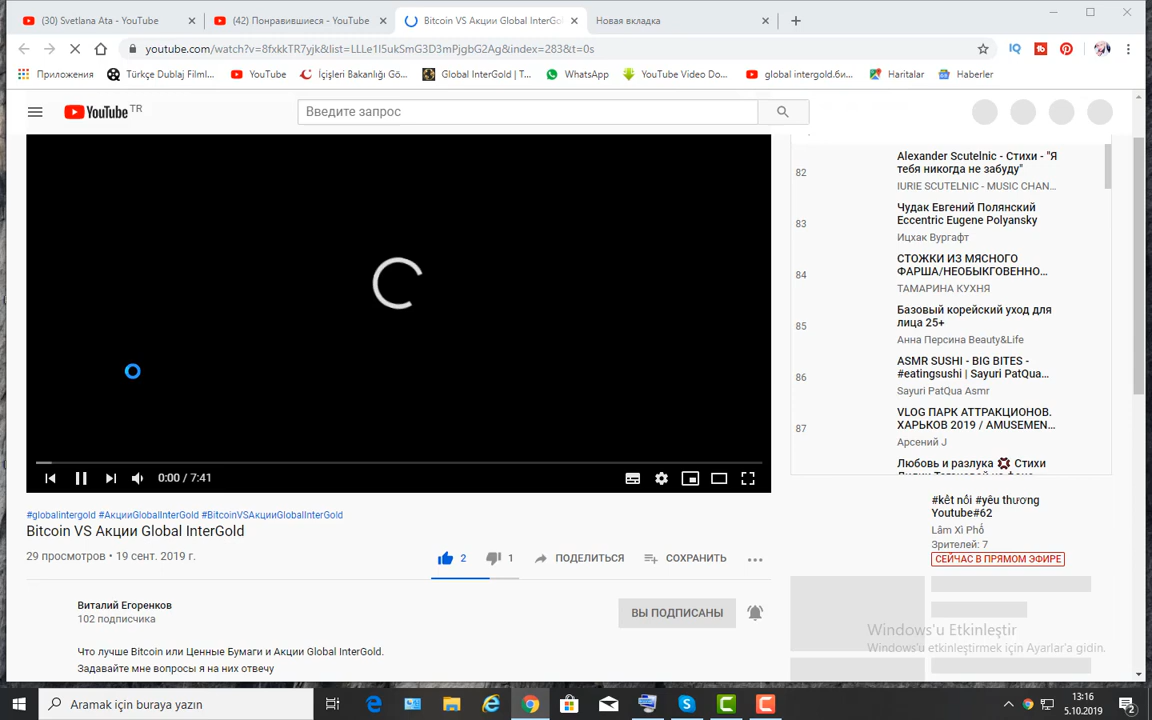 (30) Svetlana Ata - YouTube
(42) Понравившиеся - YouTube
Bitcoin VS Акции Global InterGol
Новая вкладка
youtube.com/watch?v=8fxkkTR7yjk&list=LLLe1I5ukSmG3D3mPjgbG2Ag&index=283&t=0s
Приложения
Türkçe Dublaj Filml...
YouTube
İçişleri Bakanlığı Gö...
Global InterGold | T...
WhatsApp
YouTube Video Do...
global intergold.би...
Haritalar
Haberler
YouTube TR
Введите запрос
82
Alexander Scutelnic - Стихи - "Я
тебя никогда не забуду"
IURIE SCUTELNIC - MUSIC CHAN...
83
Чудак Евгений Полянский
Eccentric Eugene Polyansky
Ицхак Вургафт
84
СТОЖКИ ИЗ МЯСНОГО
ФАРША/НЕОБЫКГОВЕННО...
ТАМАРИНА КУХНЯ
85
Базовый корейский уход для
лица 25+
Анна Персина Beauty&Life
86
ASMR SUSHI - BIG BITES -
#eatingsushi | Sayuri PatQua...
Sayuri PatQua Asmr
87
VLOG ПАРК АТТРАКЦИОНОВ.
ХАРЬКОВ 2019 / AMUSEMEN...
Арсений J
Любовь и разлука 💢 Стихи
0:00 / 7:41
#globalintergold #АкцииGlobalInterGold #BitcoinVSАкцииGlobalInterGold
Bitcoin VS Акции Global InterGold
29 просмотров • 19 сент. 2019 г.
2
1
ПОДЕЛИТЬСЯ
СОХРАНИТЬ
Виталий Егоренков
102 подписчика
ВЫ ПОДПИСАНЫ
Что лучше Bitcoin или Ценные Бумаги и Акции Global InterGold.
Задавайте мне вопросы я на них отвечу
#kết nối #yêu thương
Youtube#62
Lâm Xì Phố
Зрителей: 7
СЕЙЧАС В ПРЯМОМ ЭФИРЕ
Windows'u Etkinleştir
Windows'u etkinleştirmek için Ayarlar'a gidin.
Aramak için buraya yazın
13:16
5.10.2019
2